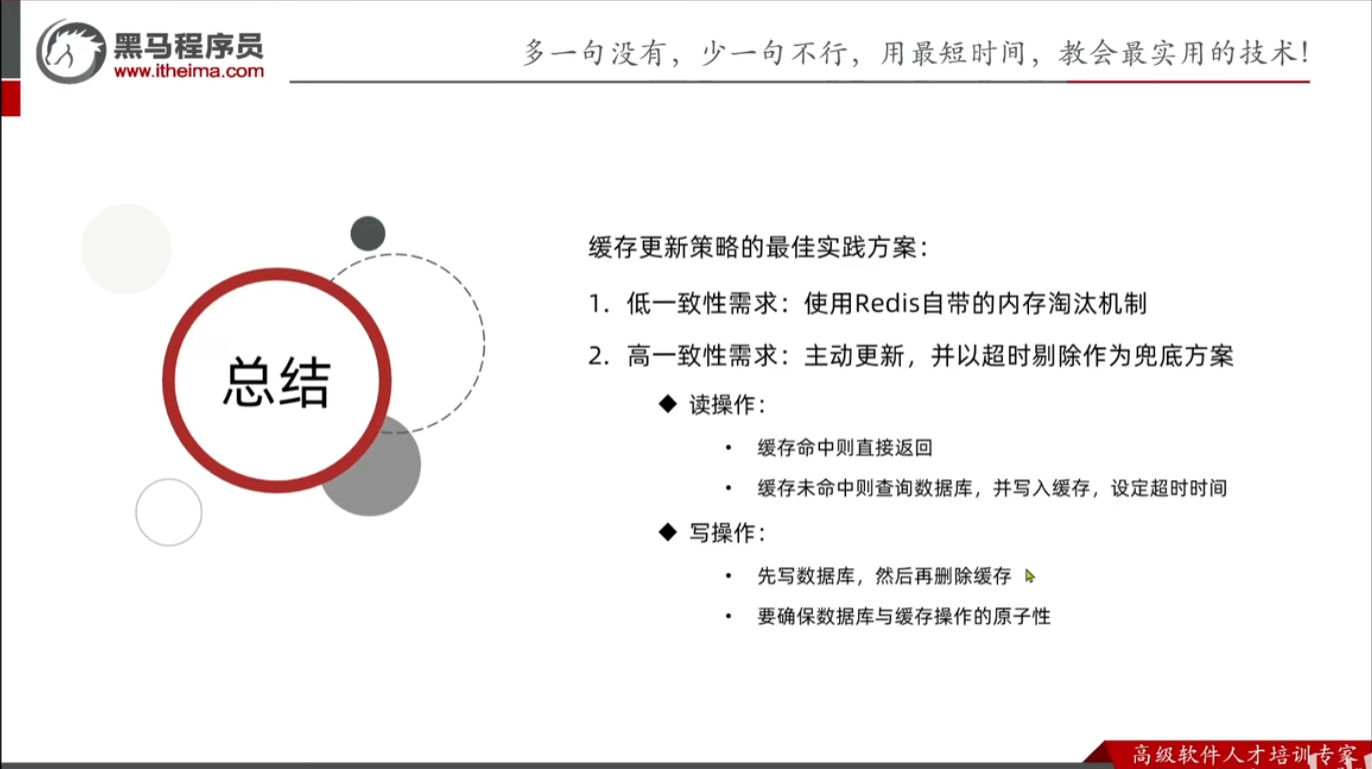 黑马程序员
www.itheima.com
多一句没有，少一句不行，用最短时间，教会最实用的技术！
总结
缓存更新策略的最佳实践方案：
1. 低一致性需求：使用Redis自带的内存淘汰机制
2. 高一致性需求：主动更新，并以超时剔除作为兜底方案
◆ 读操作：
• 缓存命中则直接返回
• 缓存未命中则查询数据库，并写入缓存，设定超时时间
◆ 写操作：
• 先写数据库，然后再删除缓存
• 要确保数据库与缓存操作的原子性
高级软件人才培训专家